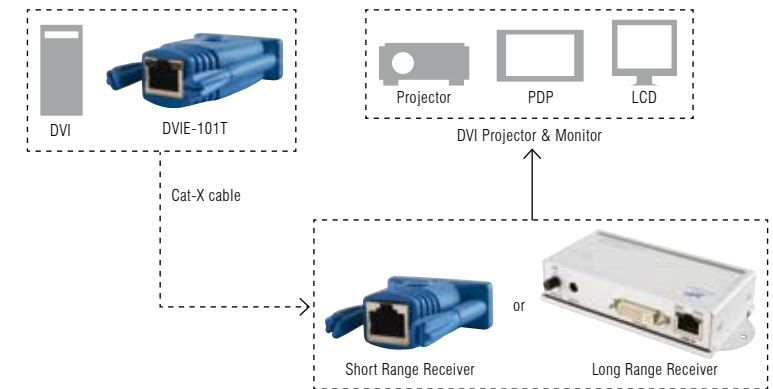 DVI
DVIE-101T
Projector
PDP
LCD
DVI Projector & Monitor
Cat-X cable
or
Short Range Receiver
Long Range Receiver